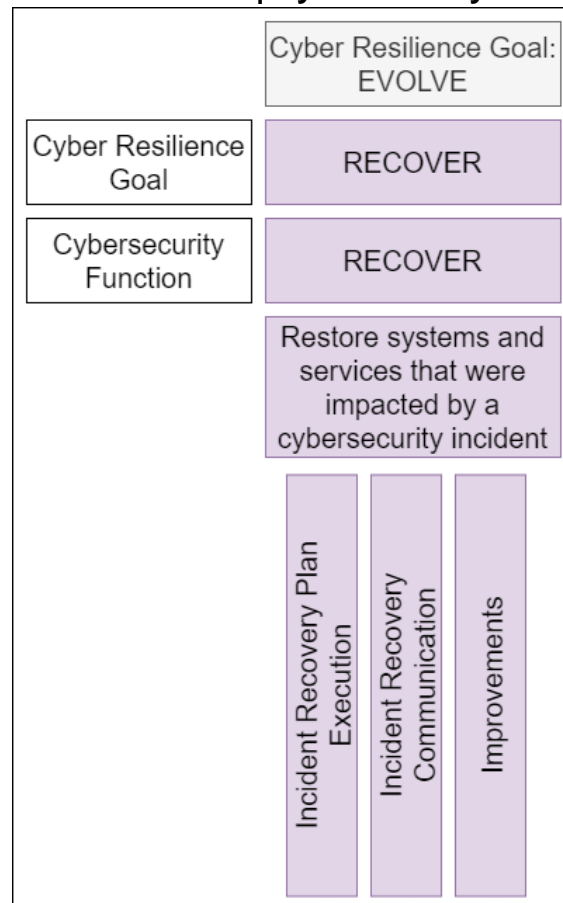 Cyber Resilience Goal:
EVOLVE
Cyber Resilience
Goal
RECOVER
Cybersecurity
Function
RECOVER
Restore systems and
services that were
impacted by a
cybersecurity incident
Incident Recovery Plan
Execution
Incident Recovery
Communication
Improvements